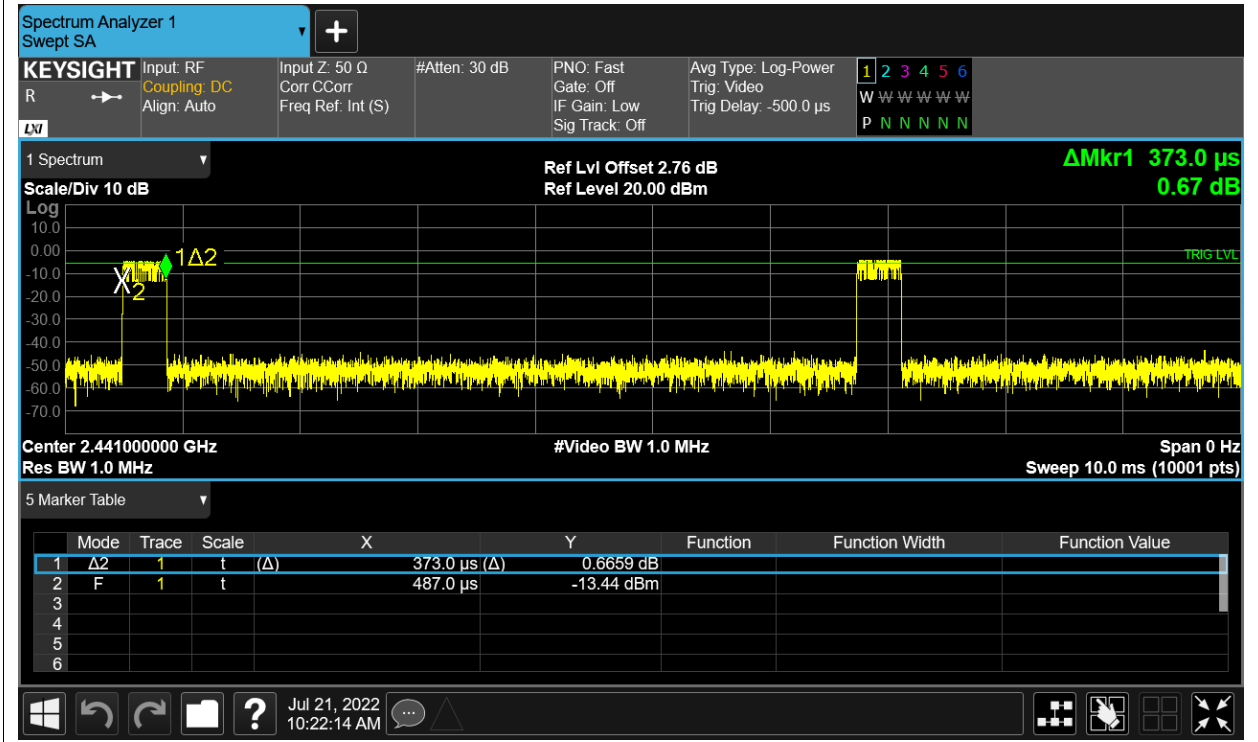 Spectrum Analyzer 1
Swept SA
+
KEYSIGHT Input: RF Input Z: 50 Ω #Atten: 30 dB PNO: Fast Avg Type: Log-Power 1 2 3 4 5 6
R Coupling: DC Corr CCorr Gate: Off Trig: Video W W W W W W
Align: Auto Freq Ref: Int (S) IF Gain: Low Trig Delay: -500.0 µs P N N N N N
LXI Sig Track: Off
1 Spectrum Ref Lvl Offset 2.76 dB ΔMkr1 373.0 µs
Scale/Div 10 dB Ref Level 20.00 dBm 0.67 dB
Log
10.0
0.00 1Δ2 TRIG LVL
-10.0 X2
-20.0
-30.0
-40.0
-50.0
-60.0
-70.0
Center 2.441000000 GHz #Video BW 1.0 MHz Span 0 Hz
Res BW 1.0 MHz Sweep 10.0 ms (10001 pts)
5 Marker Table
Mode Trace Scale X Y Function Function Width Function Value
1 Δ2 1 t (Δ) 373.0 µs (Δ) 0.6659 dB
2 F 1 t 487.0 µs -13.44 dBm
3
4
5
6
? Jul 21, 2022
10:22:14 AM